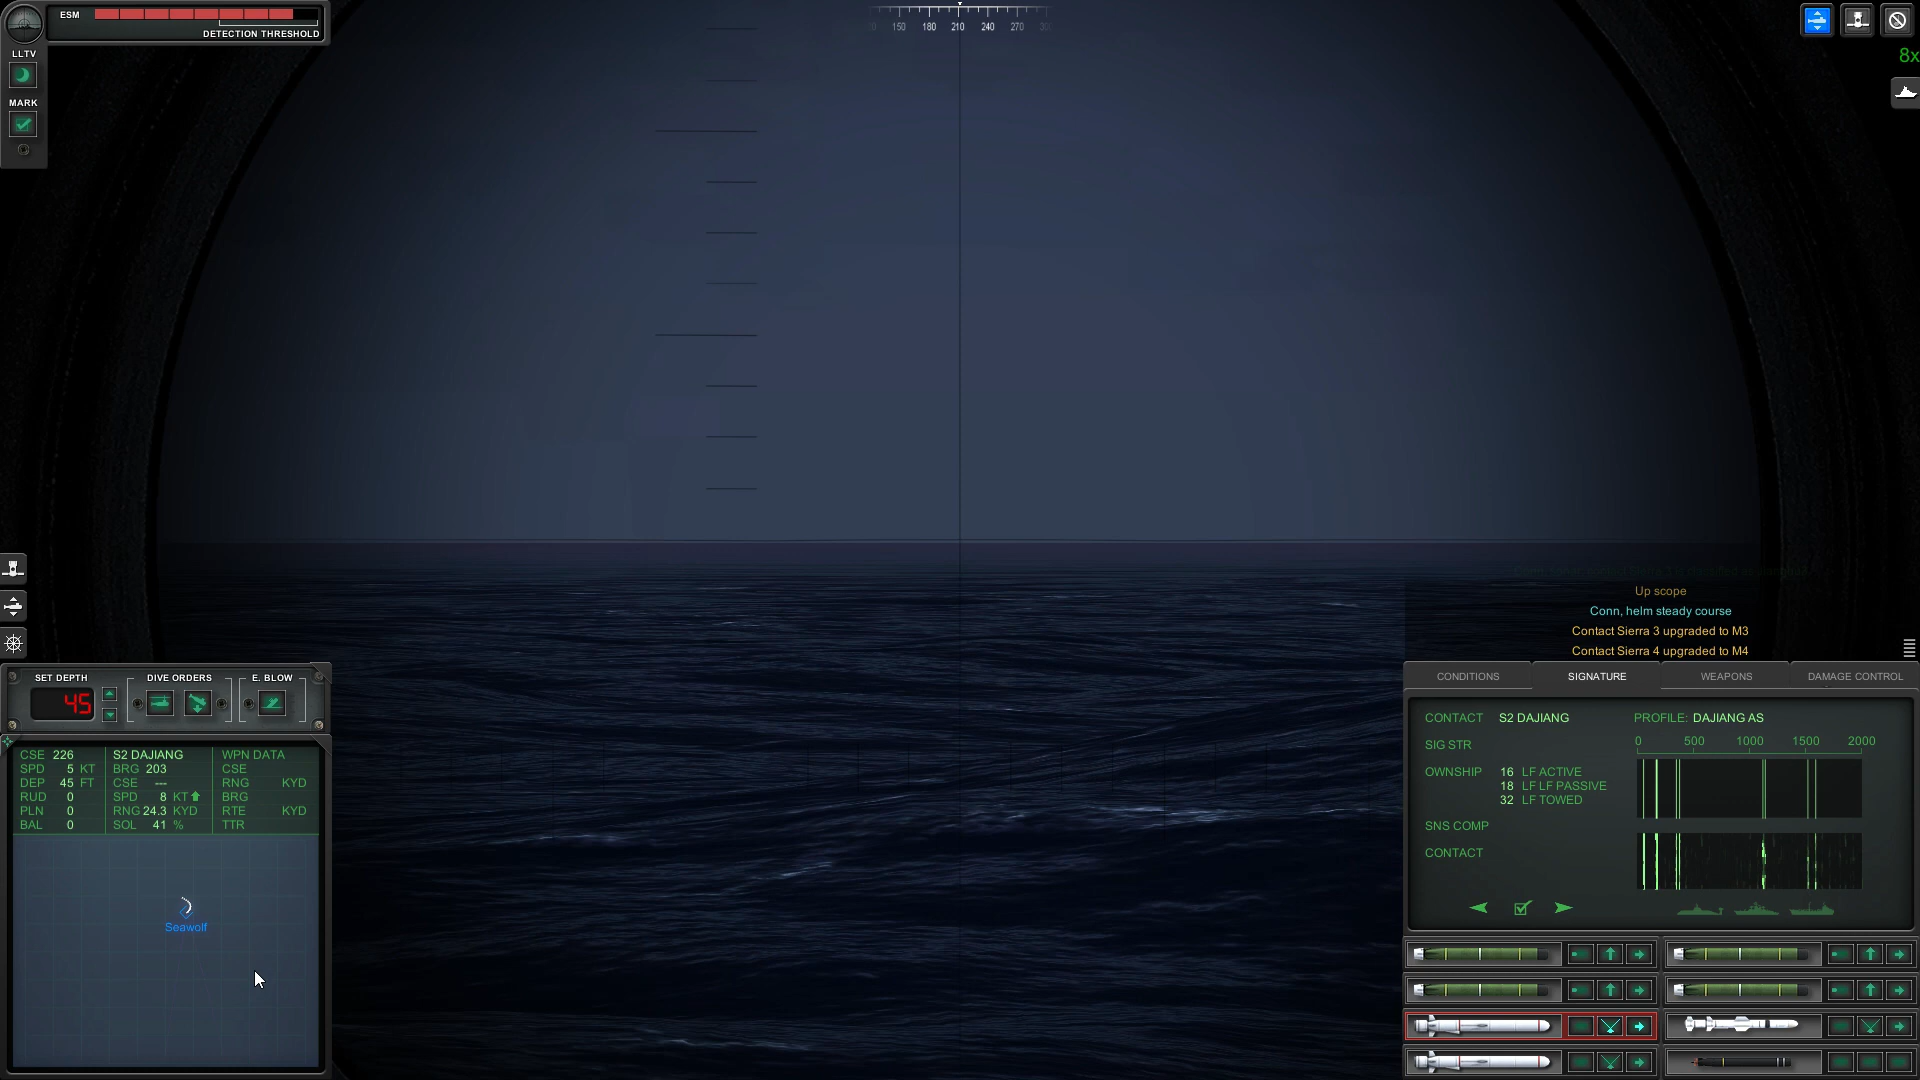 ESM
DETECTION THRESHOLD
LLTV
MARK
150 180 210 240 270
8x
Up scope
Conn, helm steady course
Contact Sierra 3 upgraded to M3
Contact Sierra 4 upgraded to M4
SET DEPTH
45
DIVE ORDERS
E. BLOW
CSE 226
SPD 5 KT
DEP 45 FT
RUD 0
PLN 0
BAL 0
S2 DAJIANG
BRG 203
CSE ---
SPD 8 KT
RNG 24.3 KYD
SOL 41 %
WPN DATA
CSE
RNG KYD
BRG
RTE KYD
TTR
Seawolf
CONDITIONS
SIGNATURE
WEAPONS
DAMAGE CONTROL
CONTACT S2 DAJIANG
PROFILE: DAJIANG AS
SIG STR
0 500 1000 1500 2000
OWNSHIP 16 LF ACTIVE
18 LF LF PASSIVE
32 LF TOWED
SNS COMP
CONTACT